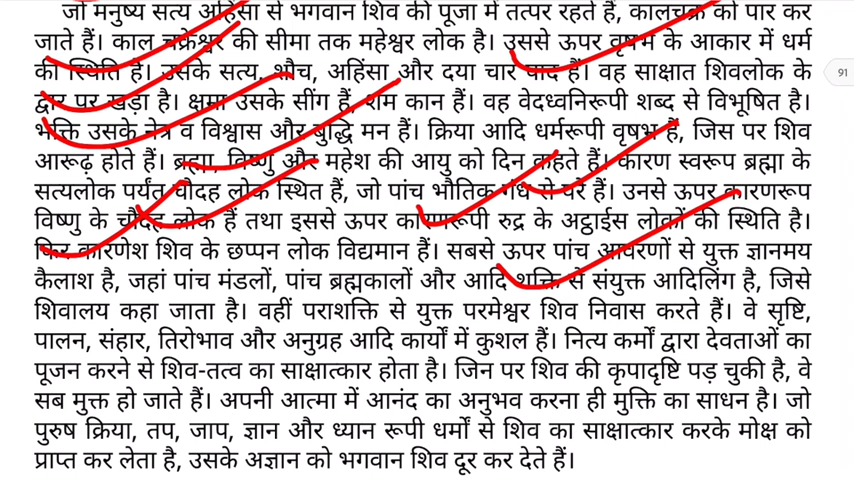 जो मनुष्य सत्य अहिंसा से भगवान शिव की पूजा में तत्पर रहते हैं, कालचक्र को पार कर
जाते हैं। काल चक्रेश्वर की सीमा तक महेश्वर लोक है। उससे ऊपर वृषभ के आकार में धर्म
की स्थिति है। उसके सत्य, शौच, अहिंसा और दया चार पाद हैं। वह साक्षात शिवलोक के
91
द्वार पर खड़ा है। क्षमा उसके सींग हैं, शम कान हैं। वह वेदध्वनिरूपी शब्द से विभूषित है।
भक्ति उसके नेत्र व विश्वास और बुद्धि मन हैं। क्रिया आदि धर्मरूपी वृषभ हैं, जिस पर शिव
आरूढ़ होते हैं। ब्रह्मा, विष्णु और महेश की आयु को दिन कहते हैं। कारण स्वरूप ब्रह्मा के
सत्यलोक पर्यंत चौदह लोक स्थित हैं, जो पांच भौतिक गंध से परे हैं। उनसे ऊपर कारणरूप
विष्णु के चौदह लोक हैं तथा इससे ऊपर कारणरूपी रुद्र के अट्ठाईस लोकों की स्थिति है।
फिर कारणेश शिव के छप्पन लोक विद्यमान हैं। सबसे ऊपर पांच आवरणों से युक्त ज्ञानमय
कैलाश है, जहां पांच मंडलों, पांच ब्रह्मकालों और आदि शक्ति से संयुक्त आदिलिंग है, जिसे
शिवालय कहा जाता है। वहीं पराशक्ति से युक्त परमेश्वर शिव निवास करते हैं। वे सृष्टि,
पालन, संहार, तिरोभाव और अनुग्रह आदि कार्यों में कुशल हैं। नित्य कर्मों द्वारा देवताओं का
पूजन करने से शिव-तत्व का साक्षात्कार होता है। जिन पर शिव की कृपादृष्टि पड़ चुकी है, वे
सब मुक्त हो जाते हैं। अपनी आत्मा में आनंद का अनुभव करना ही मुक्ति का साधन है। जो
पुरुष क्रिया, तप, जाप, ज्ञान और ध्यान रूपी धर्मों से शिव का साक्षात्कार करके मोक्ष को
प्राप्त कर लेता है, उसके अज्ञान को भगवान शिव दूर कर देते हैं।